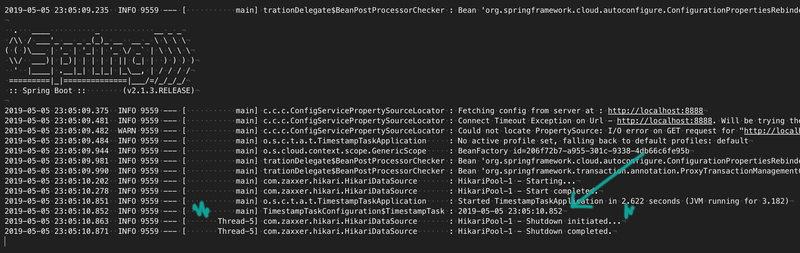 2019-05-05 23:05:09.235  INFO 9559 --- [           main] trationDelegate$BeanPostProcessorChecker : Bean 'org.springframework.cloud.autoconfigure.ConfigurationPropertiesRebinde
:: Spring Boot ::        (v2.1.3.RELEASE)
2019-05-05 23:05:09.375  INFO 9559 --- [           main] c.c.c.ConfigServicePropertySourceLocator : Fetching config from server at : http://localhost:8888
2019-05-05 23:05:09.481  INFO 9559 --- [           main] c.c.c.ConfigServicePropertySourceLocator : Connect Timeout Exception on Url - http://localhost:8888. Will be trying the
2019-05-05 23:05:09.482  WARN 9559 --- [           main] c.c.c.ConfigServicePropertySourceLocator : Could not locate PropertySource: I/O error on GET request for "http://local
2019-05-05 23:05:09.484  INFO 9559 --- [           main] o.s.c.t.a.t.TimestampTaskApplication     : No active profile set, falling back to default profiles: default
2019-05-05 23:05:09.944  INFO 9559 --- [           main] o.s.cloud.context.scope.GenericScope     : BeanFactory id=206f72b7-a955-301c-9338-4db66c6fe95b
2019-05-05 23:05:09.981  INFO 9559 --- [           main] trationDelegate$BeanPostProcessorChecker : Bean 'org.springframework.cloud.autoconfigure.ConfigurationPropertiesRebinde
2019-05-05 23:05:09.990  INFO 9559 --- [           main] trationDelegate$BeanPostProcessorChecker : Bean 'org.springframework.transaction.annotation.ProxyTransactionManagementC
2019-05-05 23:05:10.202  INFO 9559 --- [           main] com.zaxxer.hikari.HikariDataSource       : HikariPool-1 - Starting...
2019-05-05 23:05:10.278  INFO 9559 --- [           main] com.zaxxer.hikari.HikariDataSource       : HikariPool-1 - Start completed.
2019-05-05 23:05:10.851  INFO 9559 --- [           main] o.s.c.t.a.t.TimestampTaskApplication     : Started TimestampTaskApplication in 2.622 seconds (JVM running for 3.182)
2019-05-05 23:05:10.852  INFO 9559 --- [           main] TimestampTaskConfiguration$TimestampTask : 2019-05-05 23:05:10.852
2019-05-05 23:05:10.863  INFO 9559 --- [       Thread-5] com.zaxxer.hikari.HikariDataSource       : HikariPool-1 - Shutdown initiated...
2019-05-05 23:05:10.871  INFO 9559 --- [       Thread-5] com.zaxxer.hikari.HikariDataSource       : HikariPool-1 - Shutdown completed.